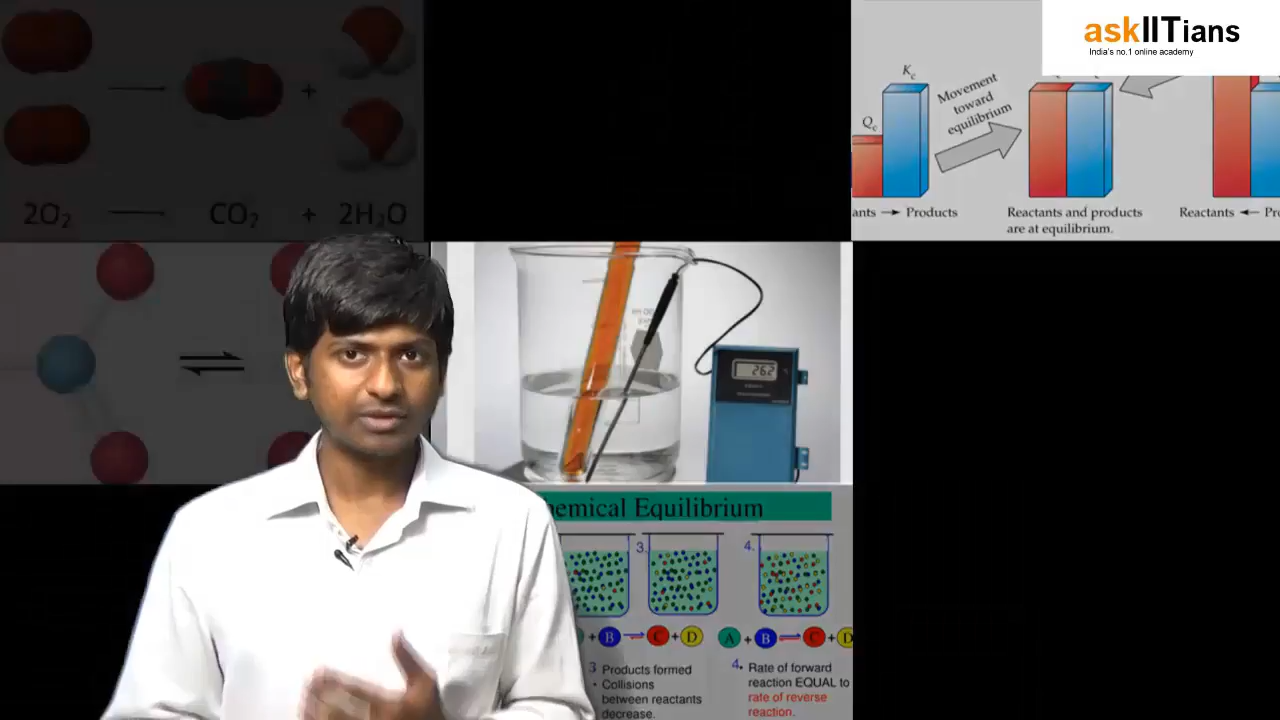 askIITians
India's no.1 online academy
Kc
Qc
Movement
toward
equilibrium
ants → Products
Reactants and products
are at equilibrium.
Reactants ←
2O₂ → CO₂ + 2H₂O
26.2
hemical Equilibrium
3.
4.
+ B ⇌ C + D
A + B ⇌ C + D
3 Products formed
• Collisions
between reactants
decrease.
4. Rate of forward
reaction EQUAL to
rate of reverse
reaction.